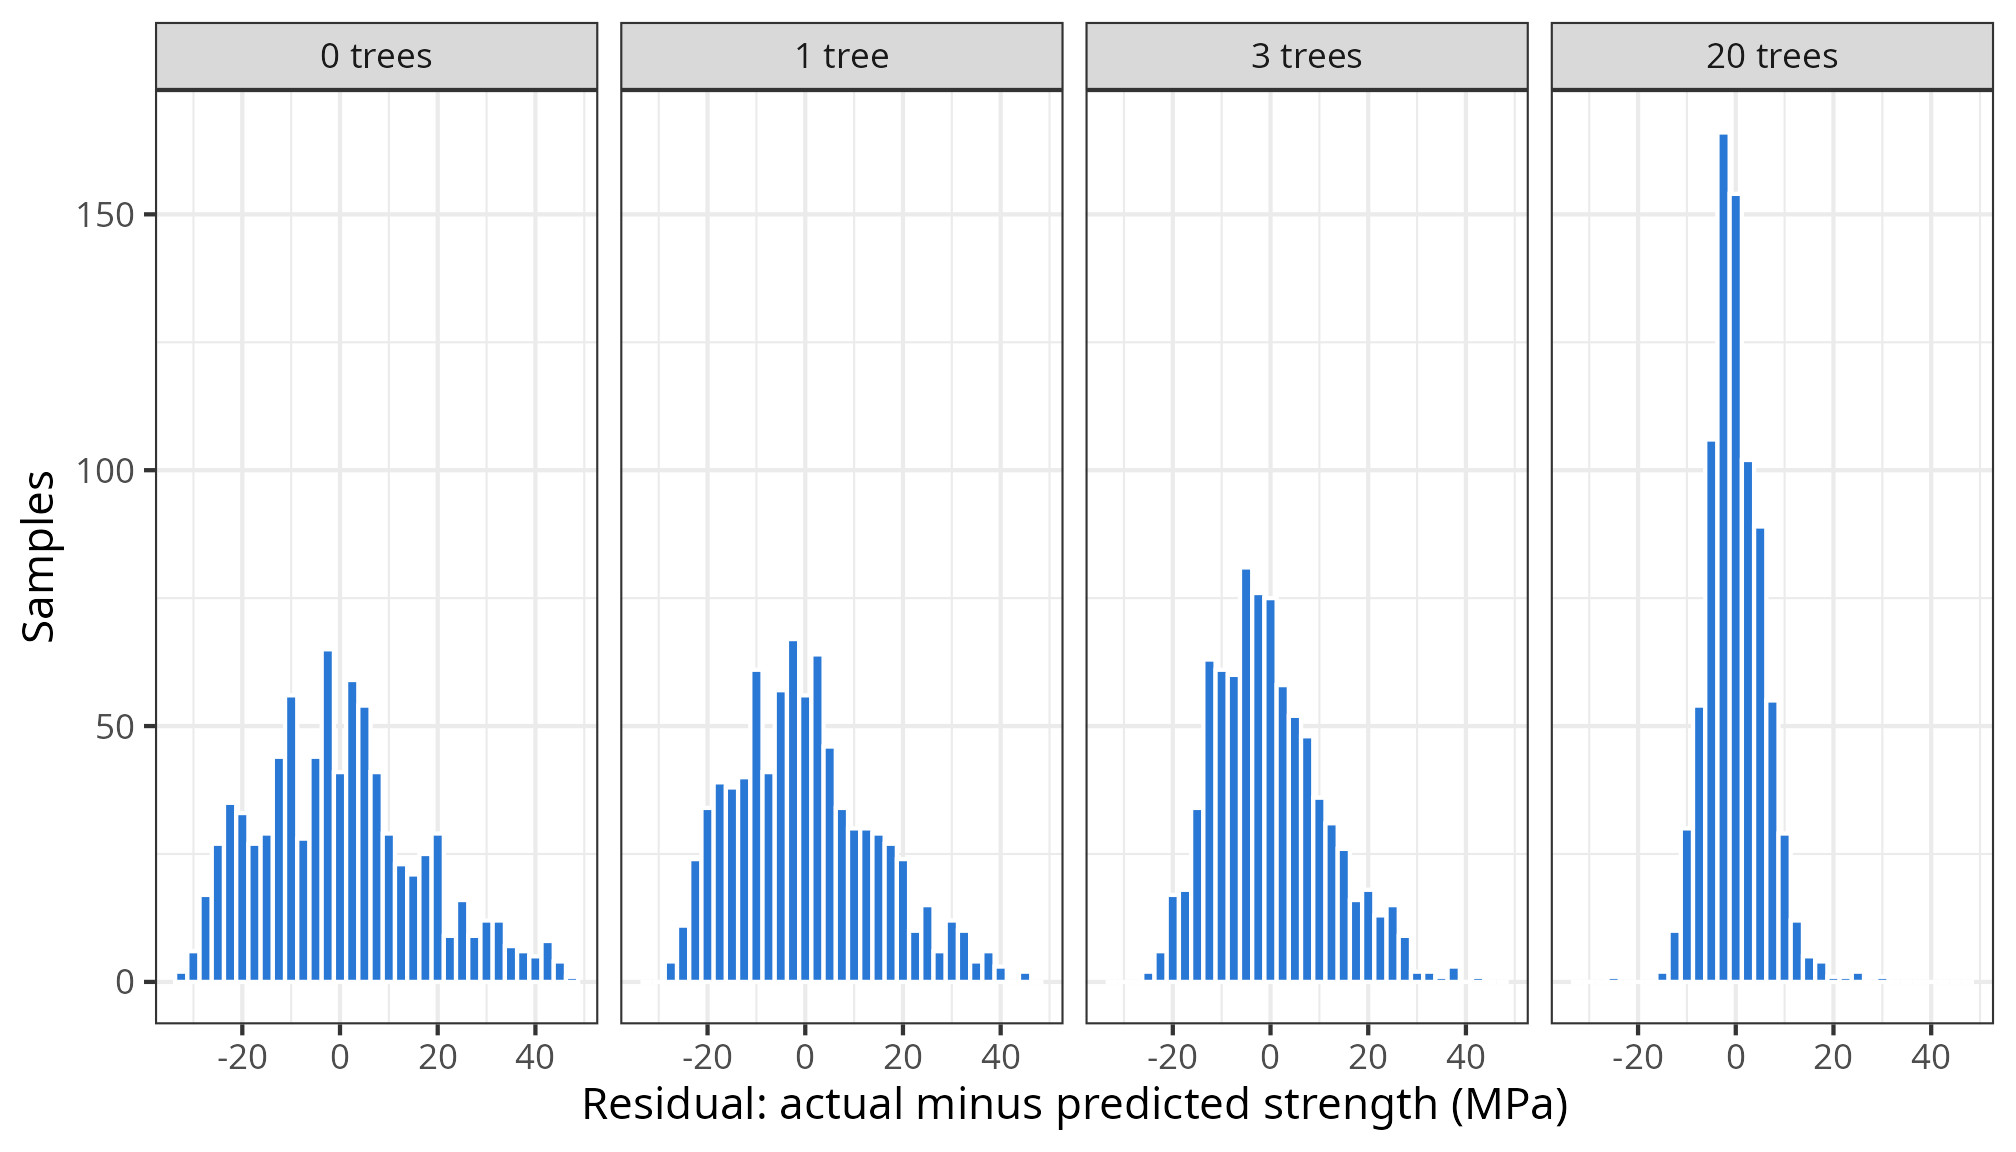 0 trees
1 tree
3 trees
20 trees
150
100
50
0
Samples
-20 0 20 40
-20 0 20 40
-20 0 20 40
-20 0 20 40
Residual: actual minus predicted strength (MPa)